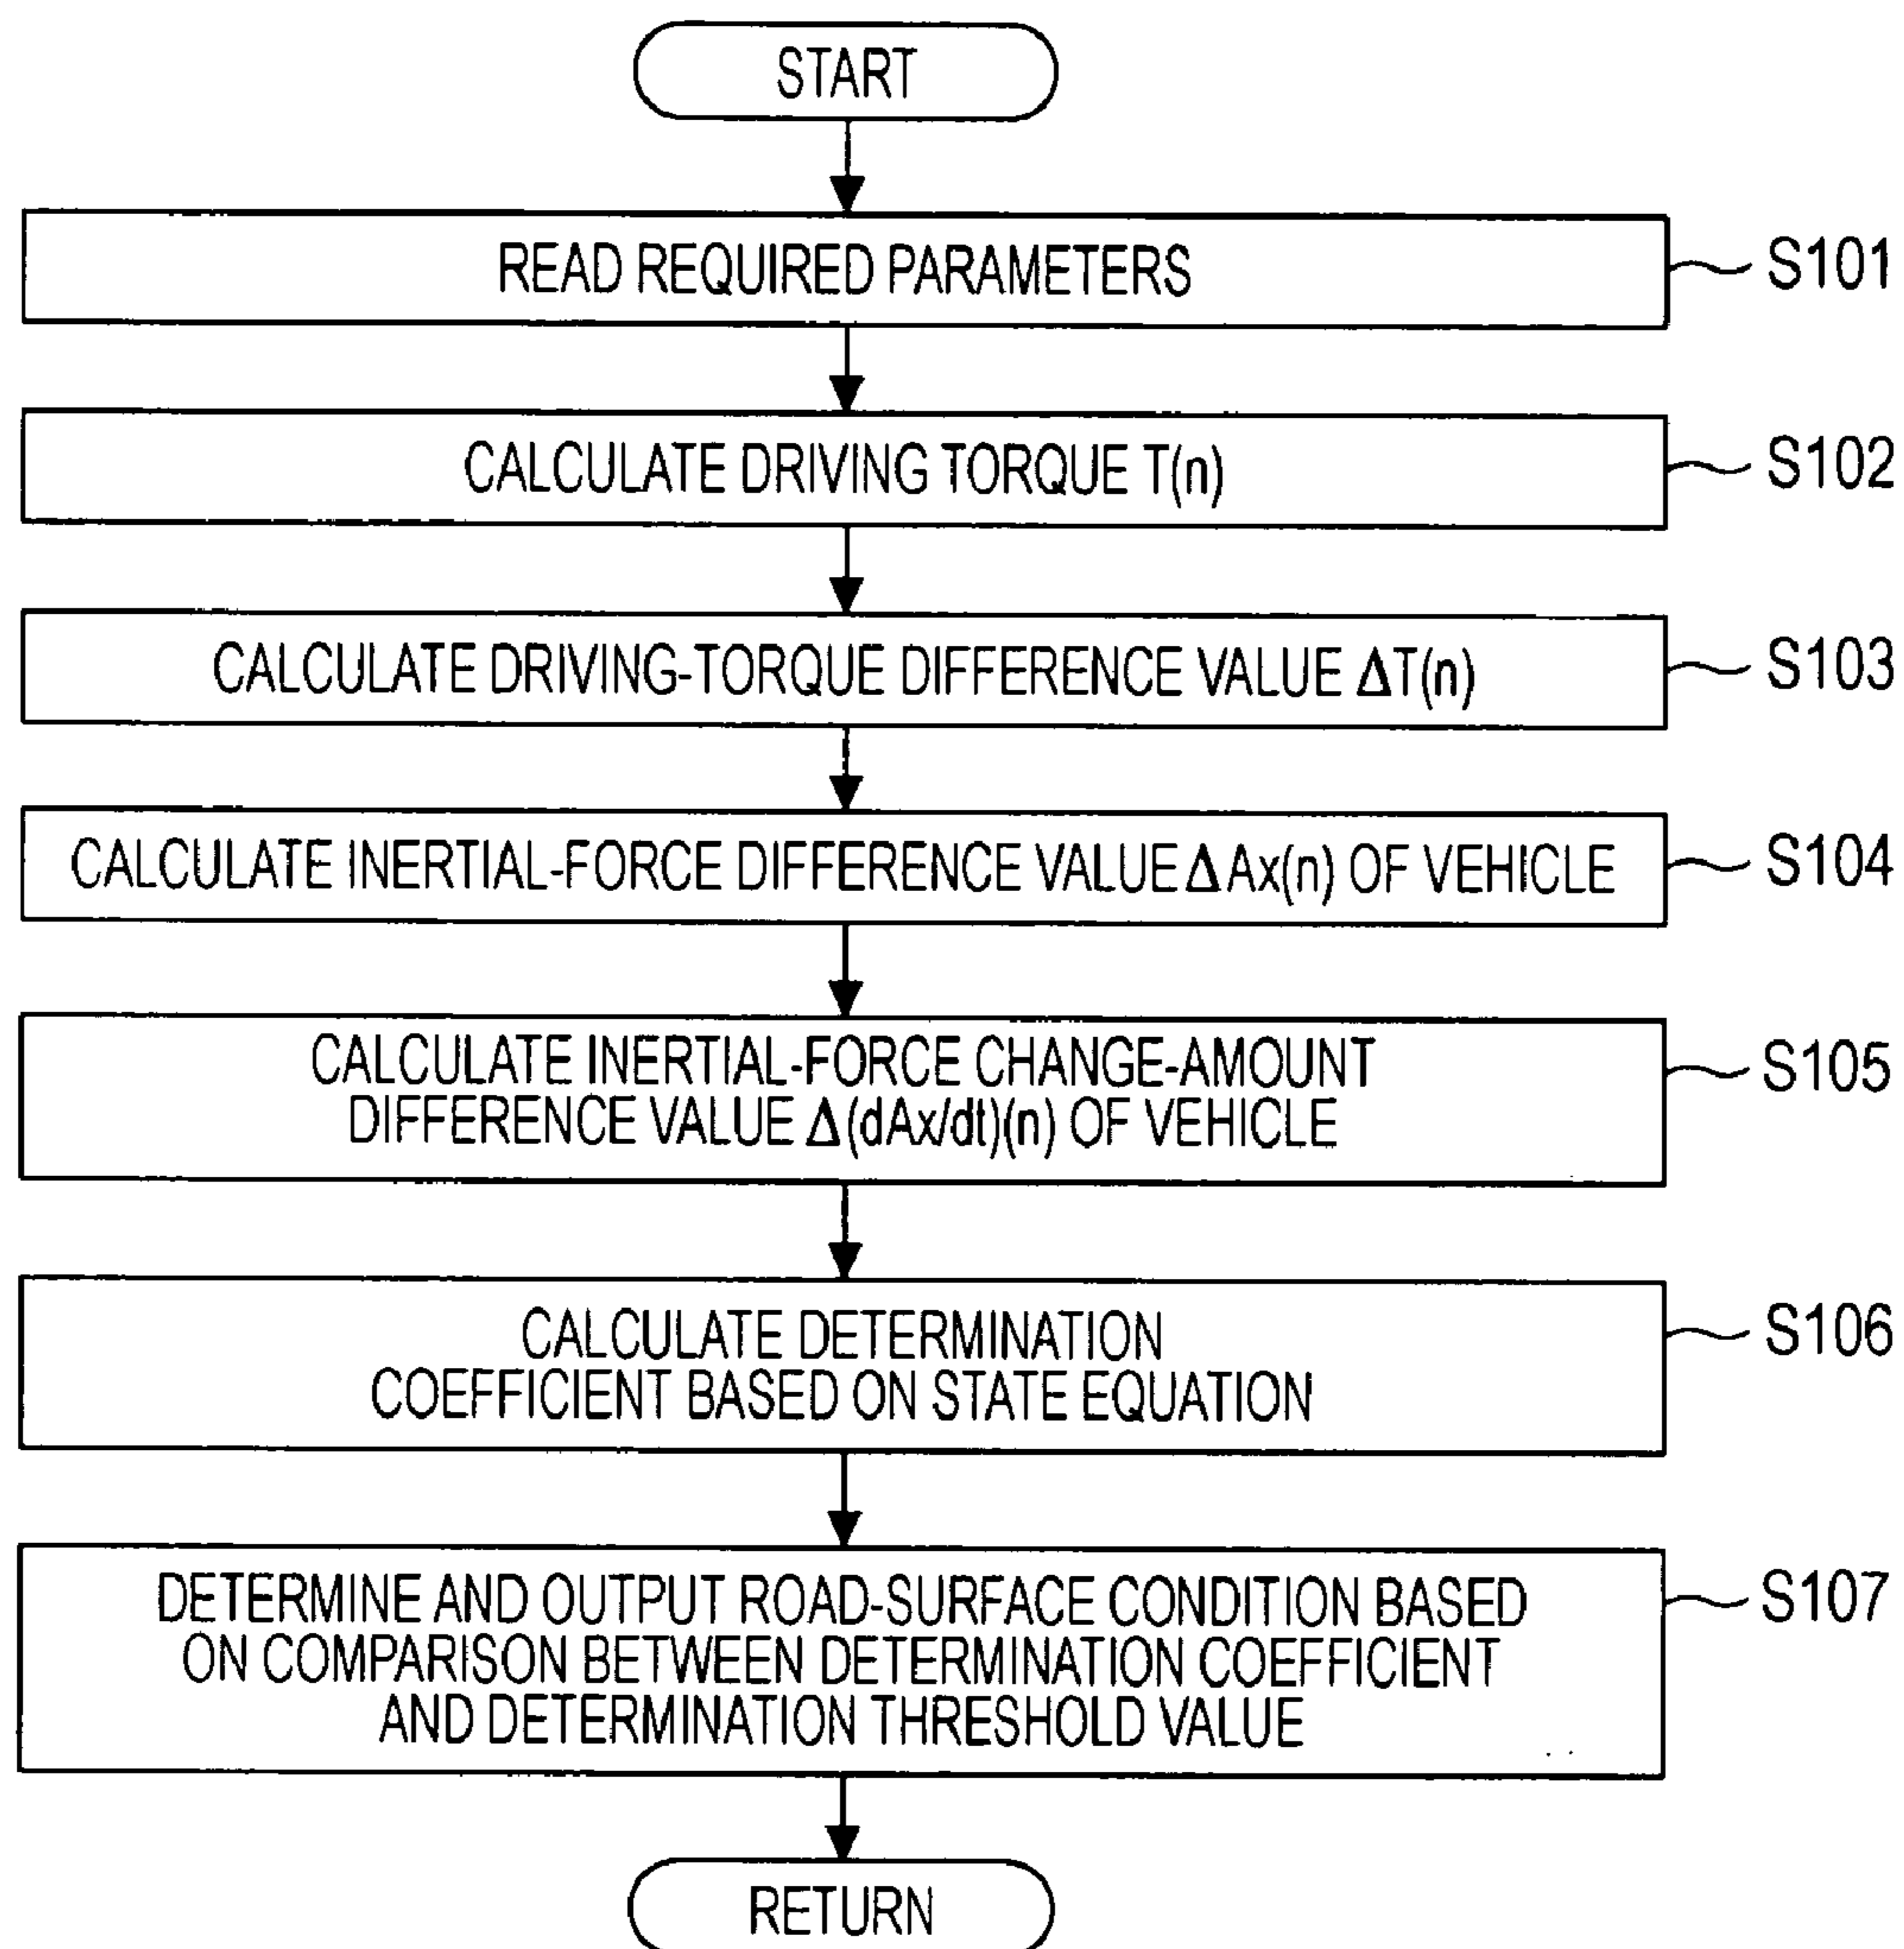 START
READ REQUIRED PARAMETERS
S101
CALCULATE DRIVING TORQUE T(n)
S102
CALCULATE DRIVING-TORQUE DIFFERENCE VALUE ΔT(n)
S103
CALCULATE INERTIAL-FORCE DIFFERENCE VALUE ΔAx(n) OF VEHICLE
S104
CALCULATE INERTIAL-FORCE CHANGE-AMOUNT
DIFFERENCE VALUE Δ(dAx/dt)(n) OF VEHICLE
S105
CALCULATE DETERMINATION
COEFFICIENT BASED ON STATE EQUATION
S106
DETERMINE AND OUTPUT ROAD-SURFACE CONDITION BASED
ON COMPARISON BETWEEN DETERMINATION COEFFICIENT
AND DETERMINATION THRESHOLD VALUE
S107
RETURN